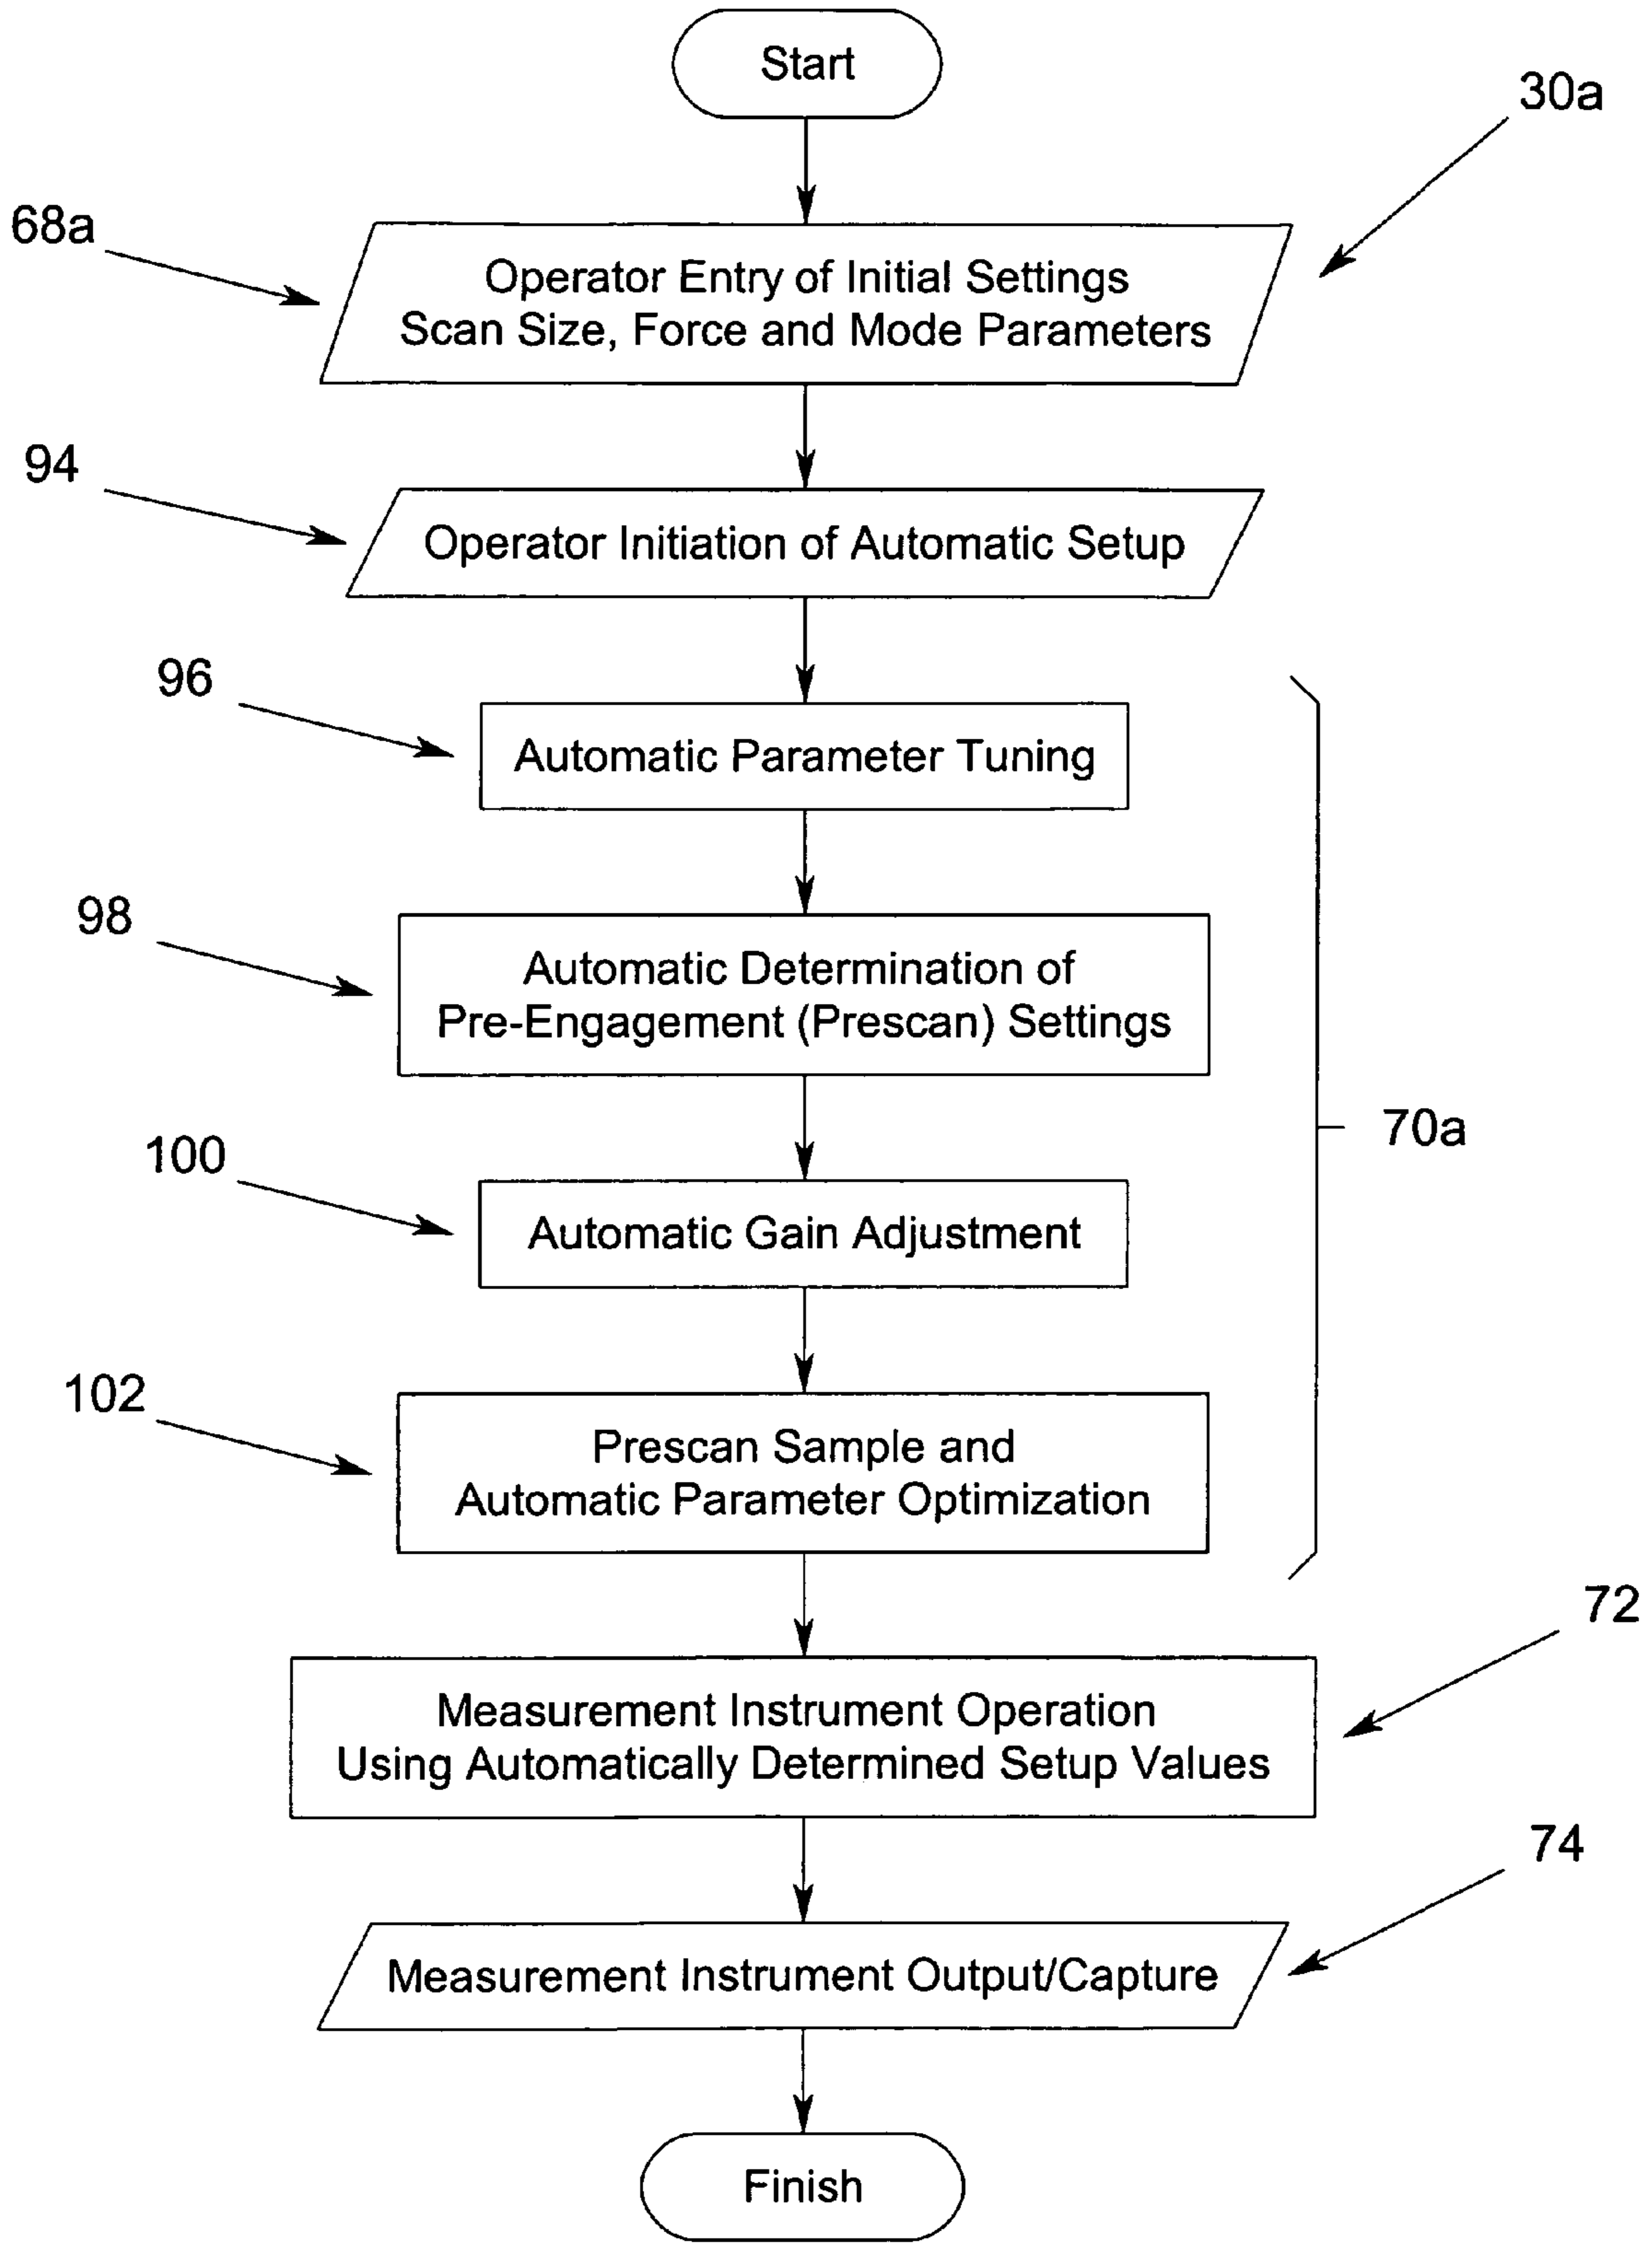 Start
30a
68a
Operator Entry of Initial Settings
Scan Size, Force and Mode Parameters
94
Operator Initiation of Automatic Setup
96
Automatic Parameter Tuning
98
Automatic Determination of
Pre-Engagement (Prescan) Settings
70a
100
Automatic Gain Adjustment
102
Prescan Sample and
Automatic Parameter Optimization
72
Measurement Instrument Operation
Using Automatically Determined Setup Values
74
Measurement Instrument Output/Capture
Finish